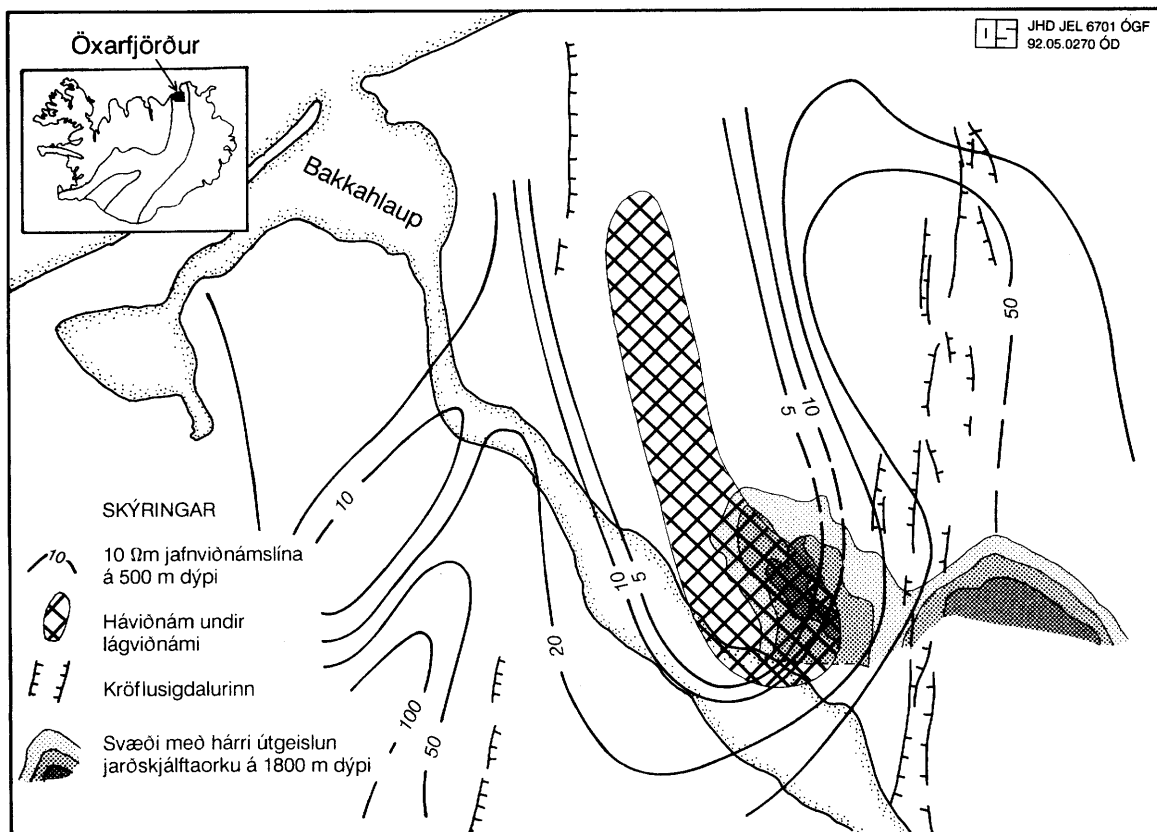 Öxarfjörður
OS JHD JEL 6701 ÓGF
92.05.0270 ÓD
Bakkahlaup
50
10
5
10
5
10
20
100
50
SKÝRINGAR
10
10 Ωm jafnviðnámslína
á 500 m dýpi
Háviðnám undir
lágviðnámi
Kröflusigdalurinn
Svæði með hárri útgeislun
jarðskjálftaorku á 1800 m dýpi